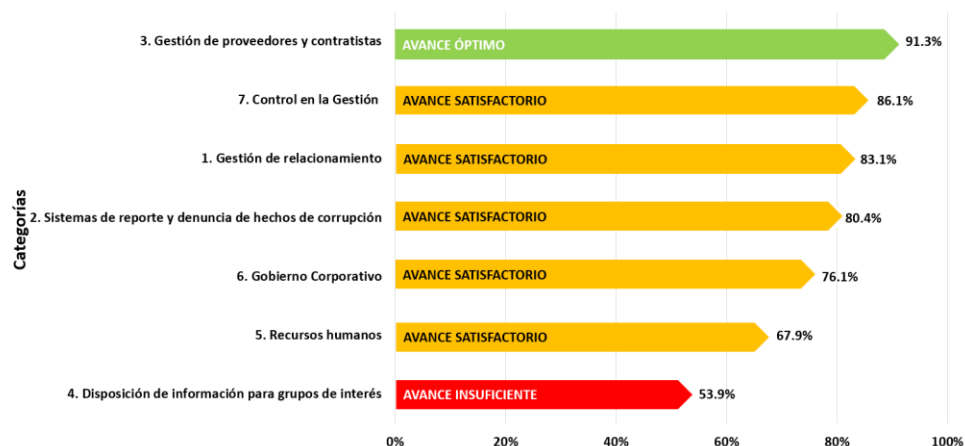 3. Gestión de proveedores y contratistas
AVANCE ÓPTIMO
91.3%
7. Control en la Gestión
AVANCE SATISFACTORIO
86.1%
1. Gestión de relacionamiento
AVANCE SATISFACTORIO
83.1%
Categorías
2. Sistemas de reporte y denuncia de hechos de corrupción
AVANCE SATISFACTORIO
80.4%
6. Gobierno Corporativo
AVANCE SATISFACTORIO
76.1%
5. Recursos humanos
AVANCE SATISFACTORIO
67.9%
4. Disposición de información para grupos de interés
AVANCE INSUFICIENTE
53.9%
0%
20%
40%
60%
80%
100%